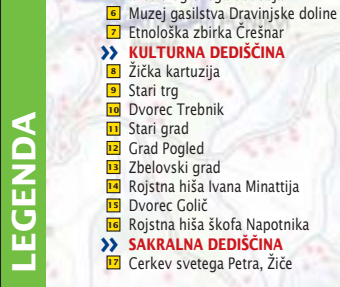 6 Muzej gasilstva Dravinjske doline
7 Etnološka zbirka Črešnar
» KULTURNA DEDIŠČINA
8 Žička kartuzija
9 Stari trg
10 Dvorec Trebnik
11 Stari grad
12 Grad Pogled
13 Zbelovski grad
14 Rojstna hiša Ivana Minattija
15 Dvorec Golič
16 Rojstna hiša škofa Napotnika
» SAKRALNA DEDIŠČINA
17 Cerkev svetega Petra, Žiče
LEGENDA